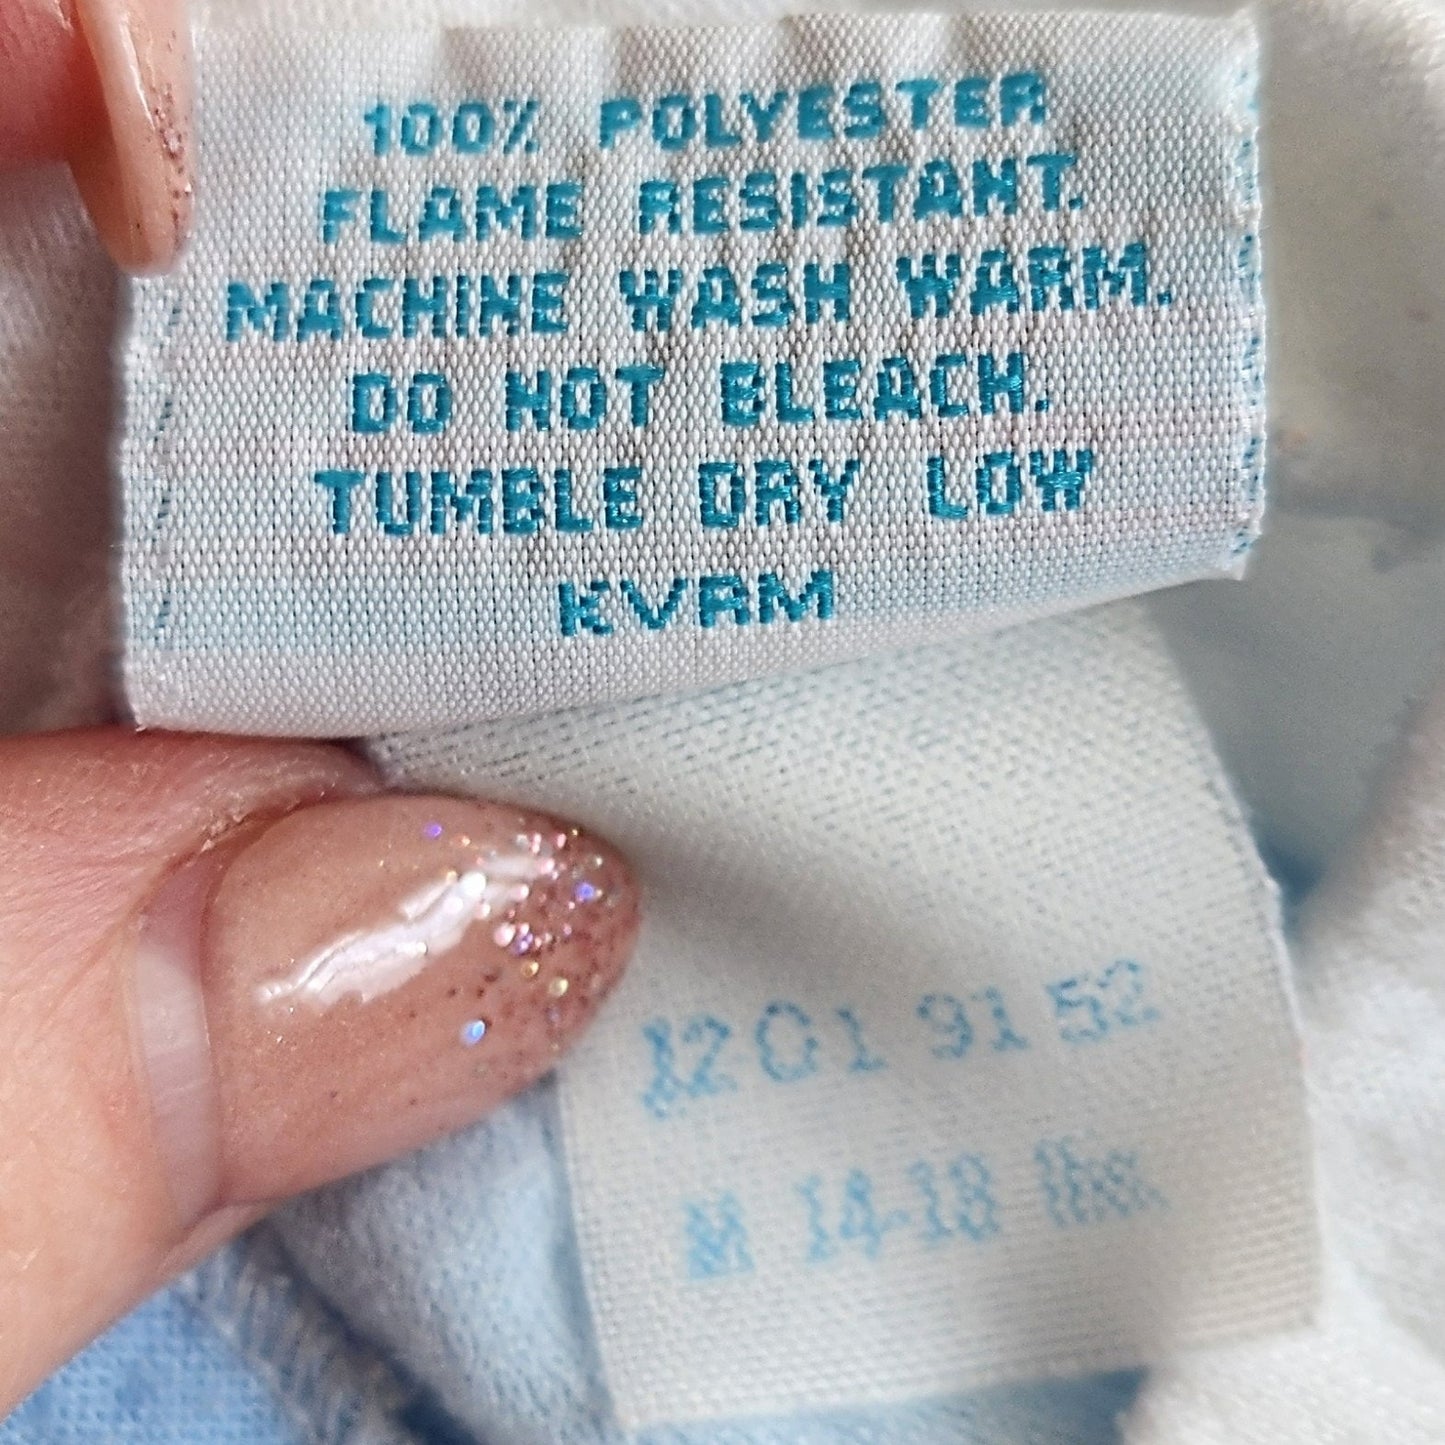 100% POLYESTER
FLAME RESISTANT.
MACHINE WASH WARM.
DO NOT BLEACH.
TUMBLE DRY LOW
KVRM
1201 91 52
M 14-18 lbs.